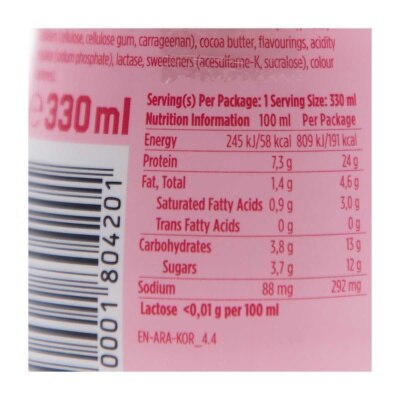 cellulose, cellulose gum, carrageenan), cocoa butter, flavourings, acidity
(sodium phosphate), lactase, sweeteners (acesulfame-K, sucralose), colour
e330 ml
Serving(s) Per Package: 1 Serving Size: 330 ml
Nutrition Information 100 ml Per Package
Energy 245 kJ/58 kcal 809 kJ/191 kcal
Protein 7,3 g 24 g
Fat, Total 1,4 g 4,6 g
Saturated Fatty Acids 0,9 g 3,0 g
Trans Fatty Acids 0 g 0 g
Carbohydrates 3,8 g 13 g
Sugars 3,7 g 12 g
Sodium 88 mg 292 mg
Lactose <0,01 g per 100 ml
EN-ARA-KOR_4.4
0001804201